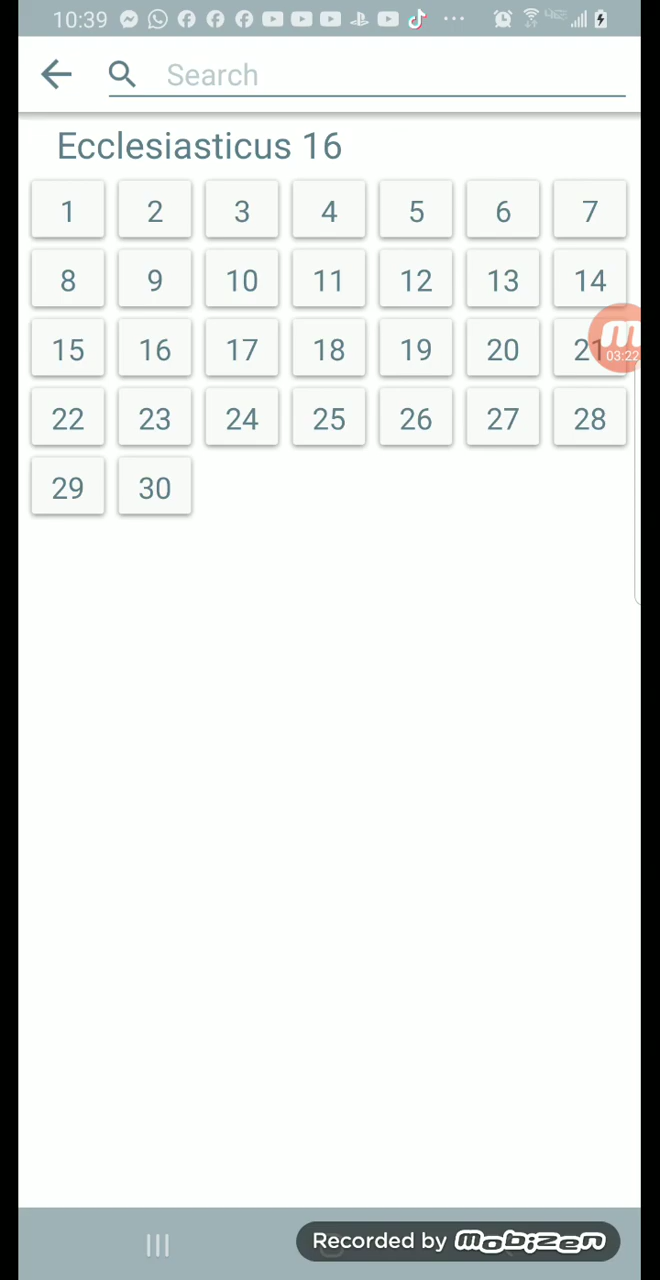 10:39
Search
Ecclesiasticus 16
1 2 3 4 5 6 7
8 9 10 11 12 13 14
15 16 17 18 19 20 21
03:22
22 23 24 25 26 27 28
29 30
Recorded by mobizen